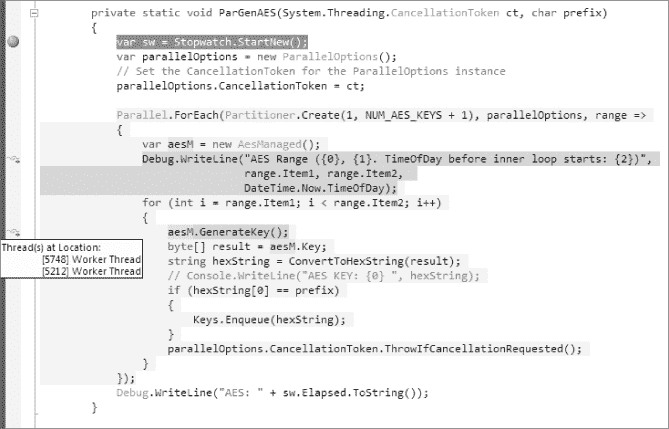 private static void ParGenAES(System.Threading.CancellationToken ct, char prefix)
{
var sw = Stopwatch.StartNew();
var parallelOptions = new ParallelOptions();
// Set the CancellationToken for the ParallelOptions instance
parallelOptions.CancellationToken = ct;
Parallel.ForEach(Partitioner.Create(1, NUM_AES_KEYS + 1), parallelOptions, range =>
{
var aesM = new AesManaged();
Debug.WriteLine("AES Range ({0}, {1}. TimeOfDay before inner loop starts: {2})",
range.Item1, range.Item2,
DateTime.Now.TimeOfDay);
for (int i = range.Item1; i < range.Item2; i++)
{
aesM.GenerateKey();
byte[] result = aesM.Key;
string hexString = ConvertToHexString(result);
// Console.WriteLine("AES KEY: {0} ", hexString);
if (hexString[0] == prefix)
{
Keys.Enqueue(hexString);
}
parallelOptions.CancellationToken.ThrowIfCancellationRequested();
}
});
Debug.WriteLine("AES: " + sw.Elapsed.ToString());
}
Thread(s) at Location:
[5748] Worker Thread
[5212] Worker Thread